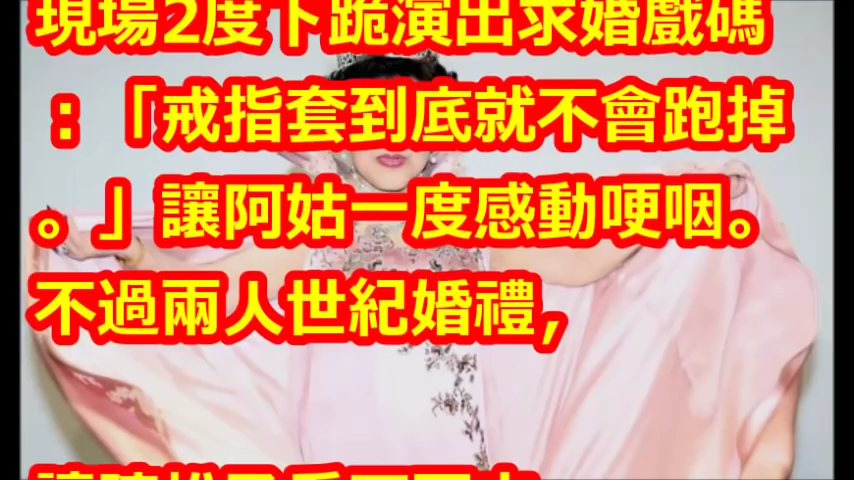 現場2度下跪演出求婚戲碼
：「戒指套到底就不會跑掉
。」讓阿姑一度感動哽咽。
不過兩人世紀婚禮，